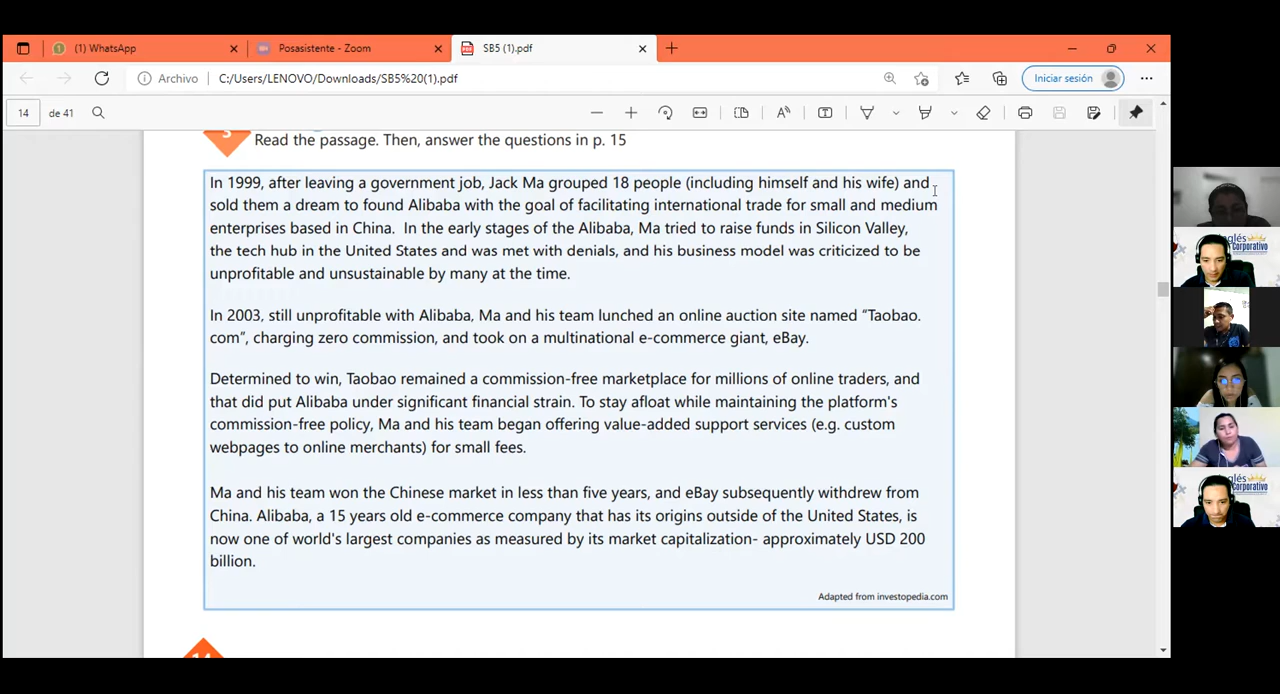 (1) WhatsApp
Posasistente - Zoom
SB5 (1).pdf
Archivo
C:/Users/LENOVO/Downloads/SB5%20(1).pdf
Iniciar sesión
14
de 41
3
Read the passage. Then, answer the questions in p. 15
In 1999, after leaving a government job, Jack Ma grouped 18 people (including himself and his wife) and
sold them a dream to found Alibaba with the goal of facilitating international trade for small and medium
enterprises based in China. In the early stages of the Alibaba, Ma tried to raise funds in Silicon Valley,
the tech hub in the United States and was met with denials, and his business model was criticized to be
unprofitable and unsustainable by many at the time.
In 2003, still unprofitable with Alibaba, Ma and his team lunched an online auction site named “Taobao.
com”, charging zero commission, and took on a multinational e-commerce giant, eBay.
Determined to win, Taobao remained a commission-free marketplace for millions of online traders, and
that did put Alibaba under significant financial strain. To stay afloat while maintaining the platform's
commission-free policy, Ma and his team began offering value-added support services (e.g. custom
webpages to online merchants) for small fees.
Ma and his team won the Chinese market in less than five years, and eBay subsequently withdrew from
China. Alibaba, a 15 years old e-commerce company that has its origins outside of the United States, is
now one of world's largest companies as measured by its market capitalization- approximately USD 200
billion.
Adapted from investopedia.com
14
Inglés
Corporativo
Inglés
Corporativo